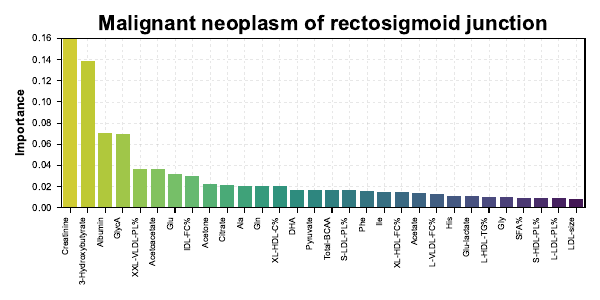 Malignant neoplasm of rectosigmoid junction
Importance
0.16
0.14
0.12
0.10
0.08
0.06
0.04
0.02
0.00
Creatinine
3-Hydroxybutyrate
Albumin
GlycA
XXL-VLDL-PL%
Acetoacetate
Glu
IDL-FC%
Acetone
Citrate
Ala
Gln
XL-HDL-C%
DHA
Pyruvate
Total-BCAA
S-LDL-PL%
Phe
Ile
XL-HDL-FC%
Acetate
L-VLDL-FC%
His
Glu-lactate
L-HDL-TG%
Gly
SFA%
S-HDL-PL%
L-LDL-PL%
LDL-size